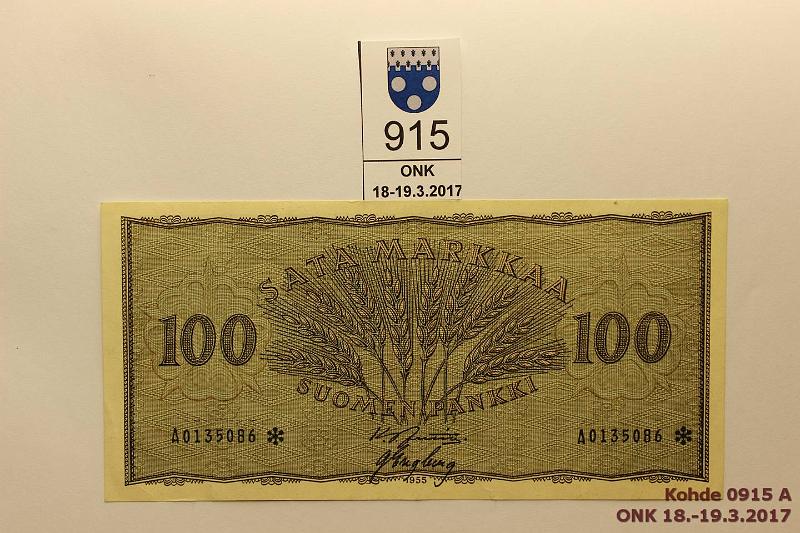 915
ONK
18-19.3.2017
SATA MARKKAA
100 100
SUOMEN PANKKI
A0135086 * A0135086 *
Engberg
1955
Kohde 0915 A
ONK 18.-19.3.2017